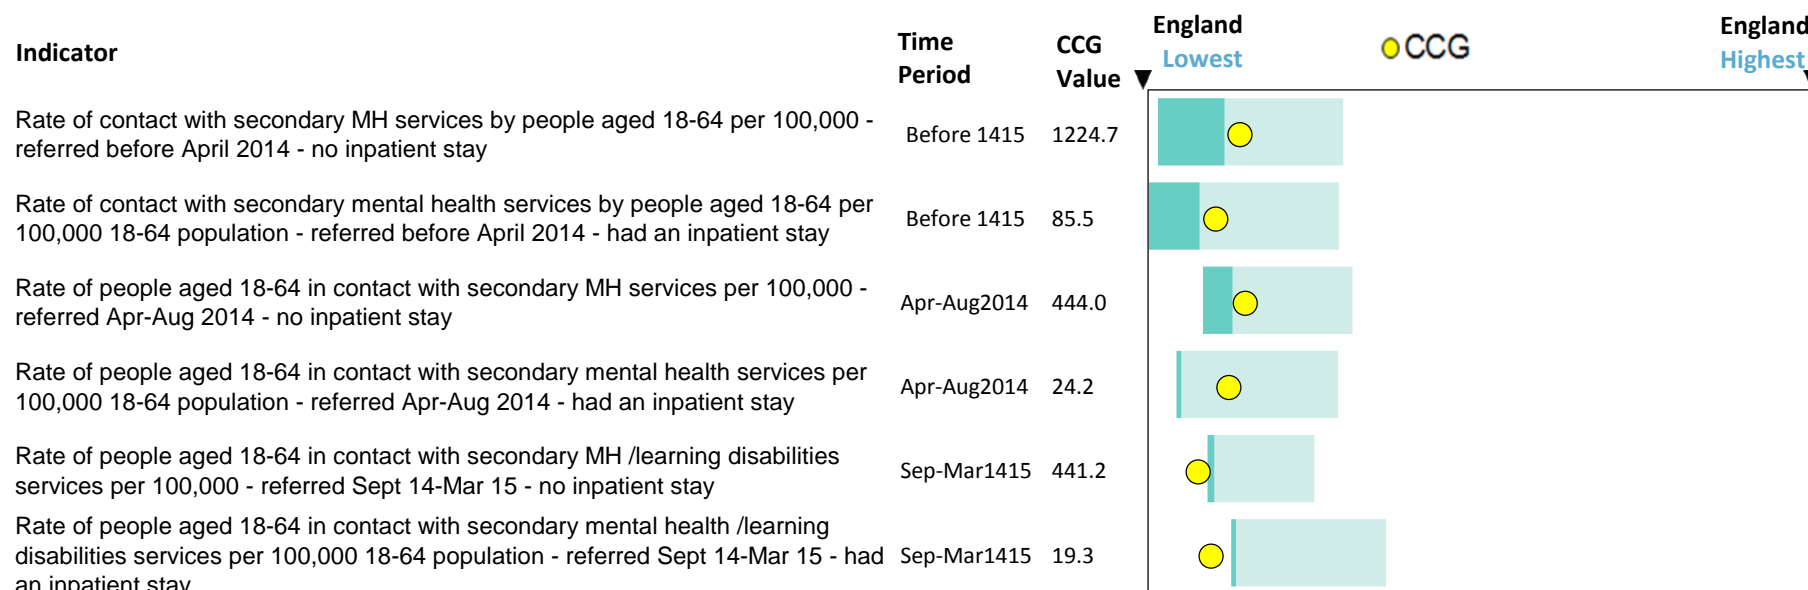 Indicator
Time Period
CCG Value
England Lowest
CCG
England Highest
Rate of contact with secondary MH services by people aged 18-64 per 100,000 -
referred before April 2014 - no inpatient stay
Before 1415 1224.7
Rate of contact with secondary mental health services by people aged 18-64 per
100,000 18-64 population - referred before April 2014 - had an inpatient stay
Before 1415 85.5
Rate of people aged 18-64 in contact with secondary MH services per 100,000 -
referred Apr-Aug 2014 - no inpatient stay
Apr-Aug2014 444.0
Rate of people aged 18-64 in contact with secondary mental health services per
100,000 18-64 population - referred Apr-Aug 2014 - had an inpatient stay
Apr-Aug2014 24.2
Rate of people aged 18-64 in contact with secondary MH /learning disabilities
services per 100,000 - referred Sept 14-Mar 15 - no inpatient stay
Sep-Mar1415 441.2
Rate of people aged 18-64 in contact with secondary mental health /learning
disabilities services per 100,000 18-64 population - referred Sept 14-Mar 15 - had
an inpatient stay
Sep-Mar1415 19.3